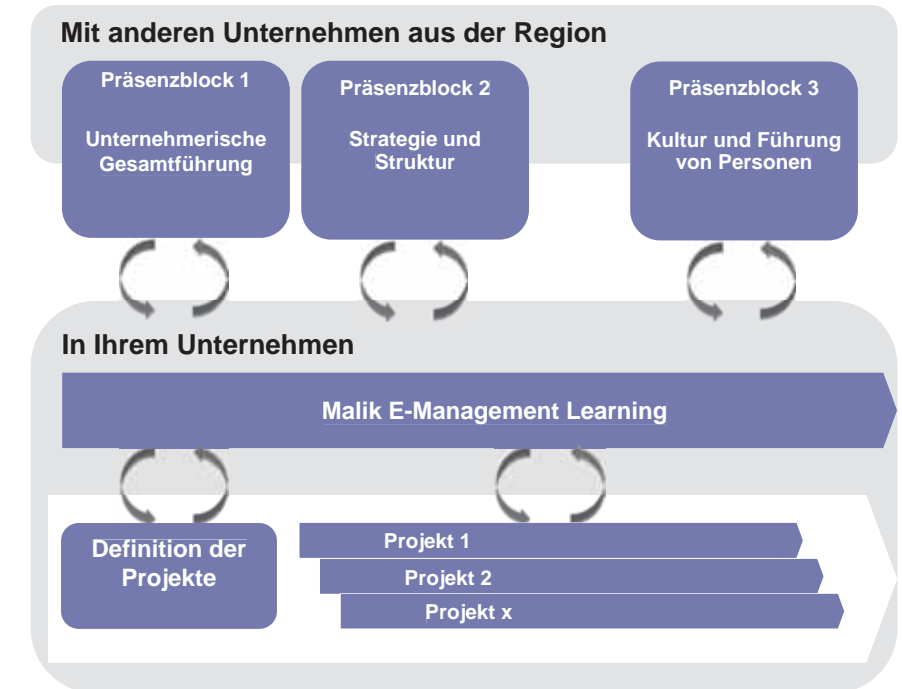 Mit anderen Unternehmen aus der Region
Präsenzblock 1
Unternehmerische
Gesamtführung
Präsenzblock 2
Strategie und
Struktur
Präsenzblock 3
Kultur und Führung
von Personen
In Ihrem Unternehmen
Malik E-Management Learning
Definition der
Projekte
Projekt 1
Projekt 2
Projekt x